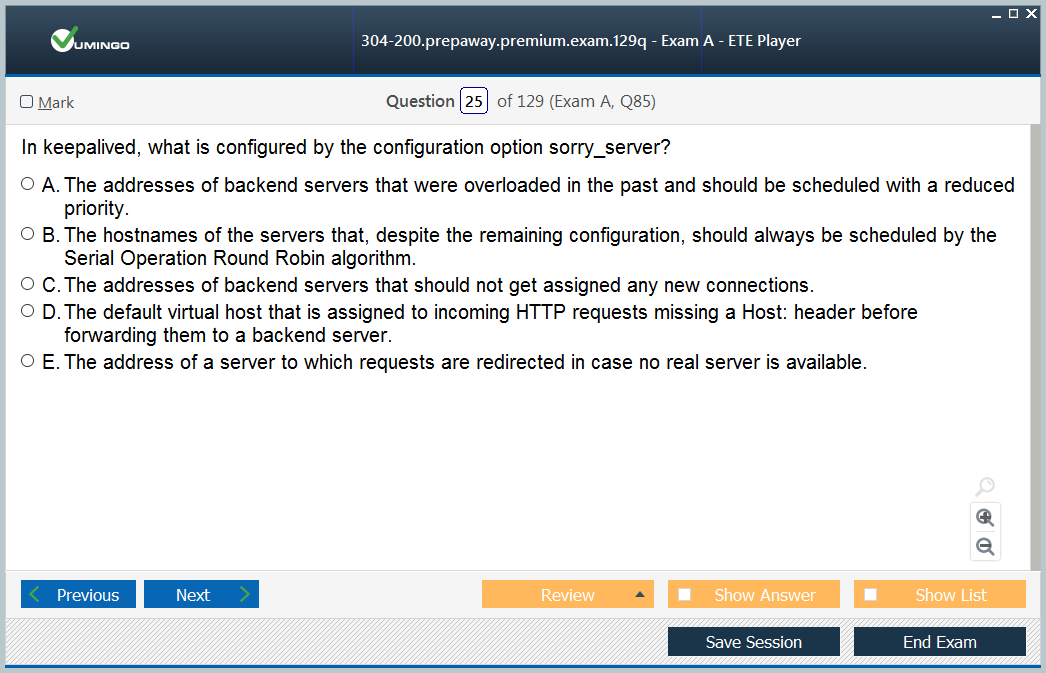 VUMINGO
304-200.prepaway.premium.exam.129q - Exam A - ETE Player
Mark
Question 25 of 129 (Exam A, Q85)
In keepalived, what is configured by the configuration option sorry_server?
A. The addresses of backend servers that were overloaded in the past and should be scheduled with a reduced
priority.
B. The hostnames of the servers that, despite the remaining configuration, should always be scheduled by the
Serial Operation Round Robin algorithm.
C. The addresses of backend servers that should not get assigned any new connections.
D. The default virtual host that is assigned to incoming HTTP requests missing a Host: header before
forwarding them to a backend server.
E. The address of a server to which requests are redirected in case no real server is available.
Previous
Next
Review
Show Answer
Show List
Save Session
End Exam